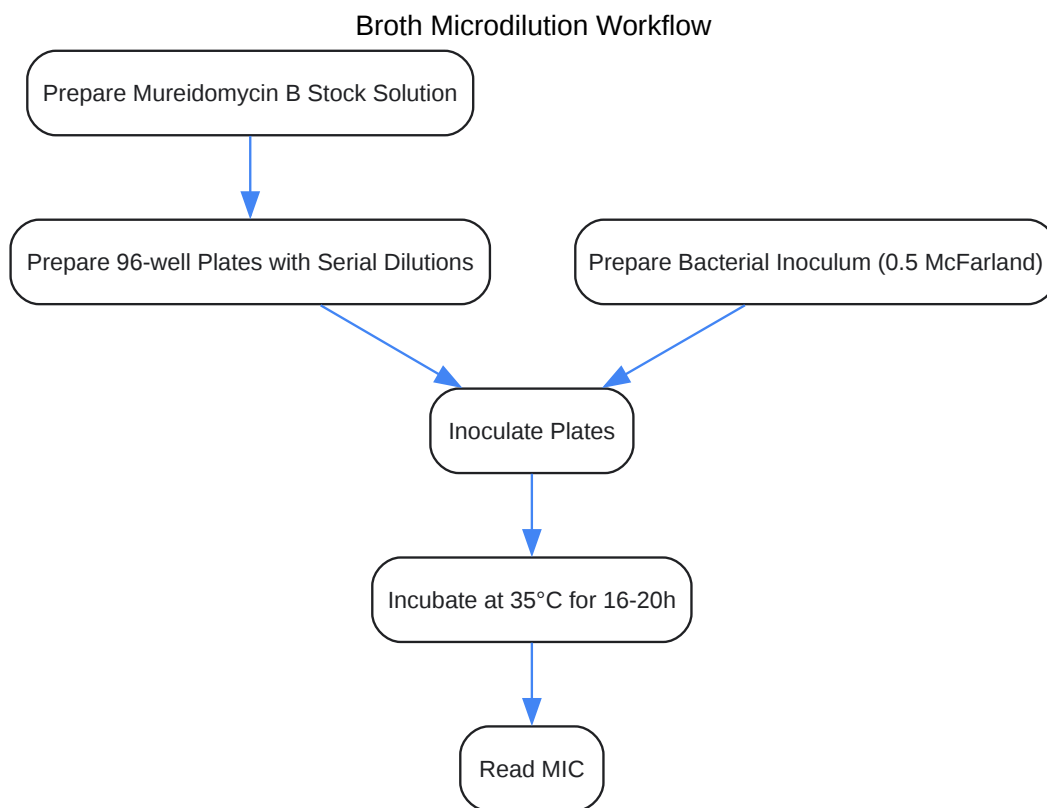 Broth Microdilution Workflow
Prepare Mureidomycin B Stock Solution
Prepare 96-well Plates with Serial Dilutions
Prepare Bacterial Inoculum (0.5 McFarland)
Inoculate Plates
Incubate at 35°C for 16-20h
Read MIC